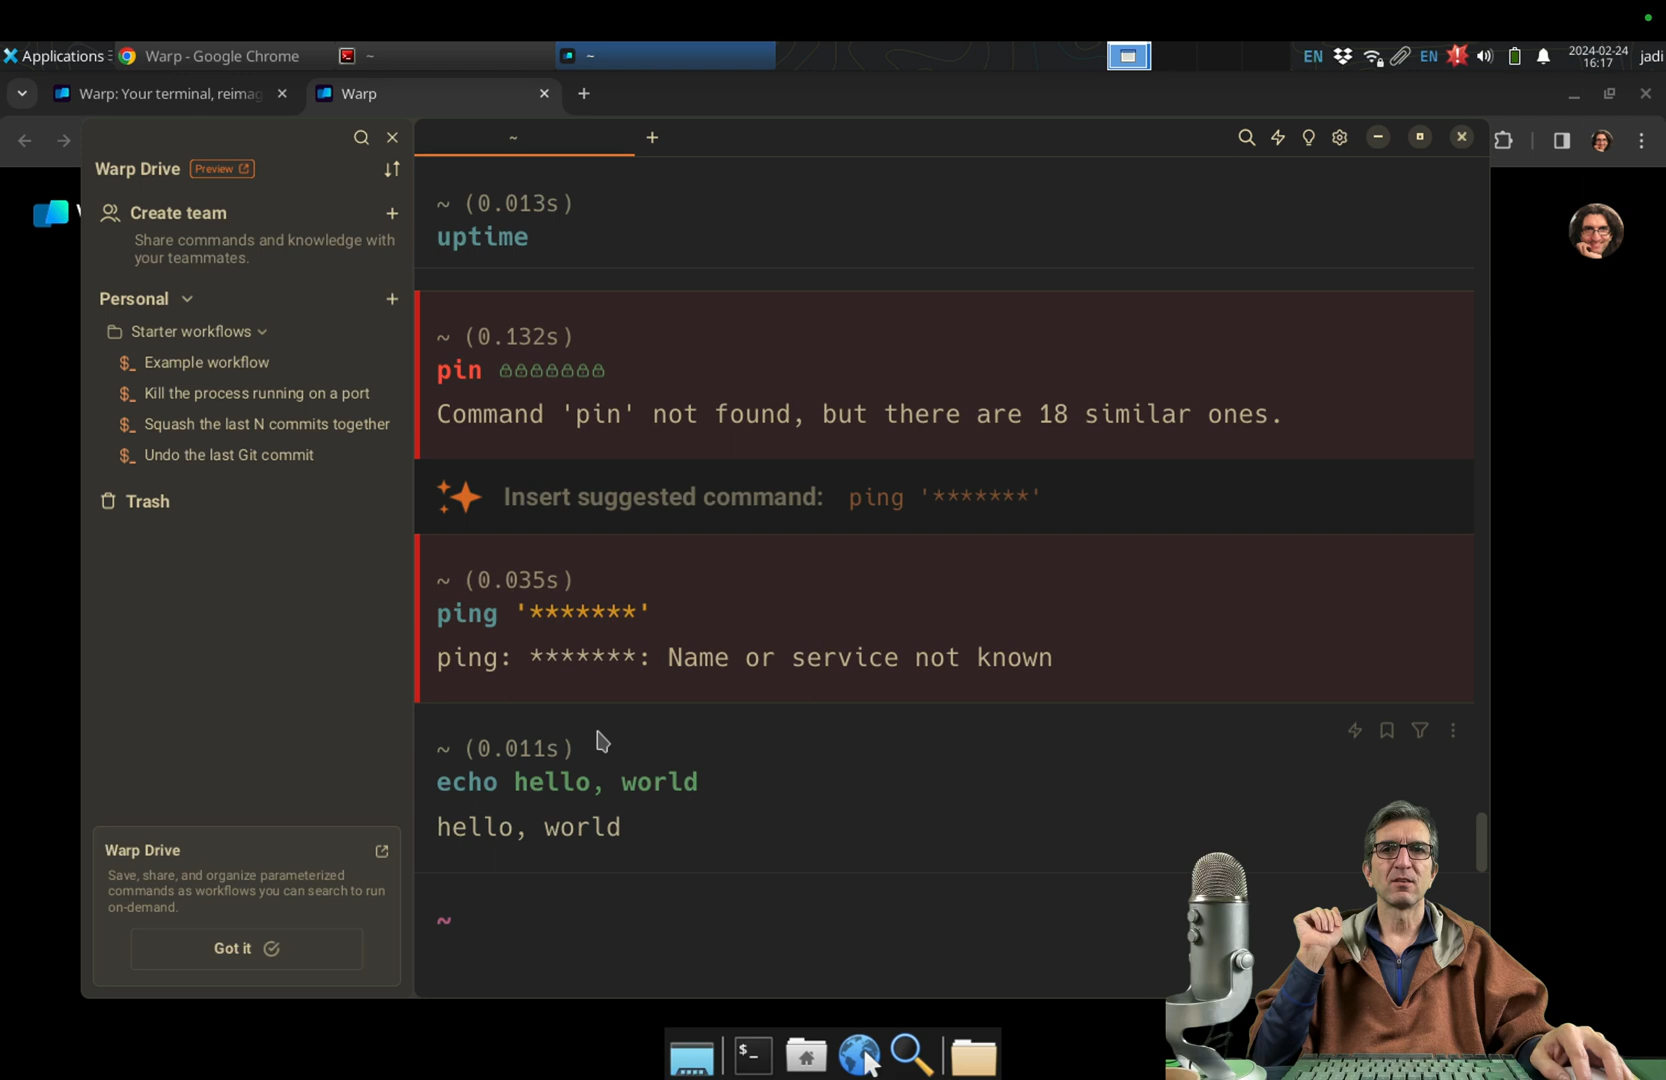 Applications
Warp - Google Chrome
~
~
EN
EN
2024-02-24
16:17
jadi
Warp: Your terminal, reimag
Warp
Warp Drive
Preview
Create team
Share commands and knowledge with
your teammates.
Personal
Starter workflows
$_ Example workflow
$_ Kill the process running on a port
$_ Squash the last N commits together
$_ Undo the last Git commit
Trash
Warp Drive
Save, share, and organize parameterized
commands as workflows you can search to run
on-demand.
Got it
~
~ (0.013s)
uptime
~ (0.132s)
pin
Command 'pin' not found, but there are 18 similar ones.
Insert suggested command: ping '*******'
~ (0.035s)
ping '*******'
ping: *******: Name or service not known
~ (0.011s)
echo hello, world
hello, world
~
$_